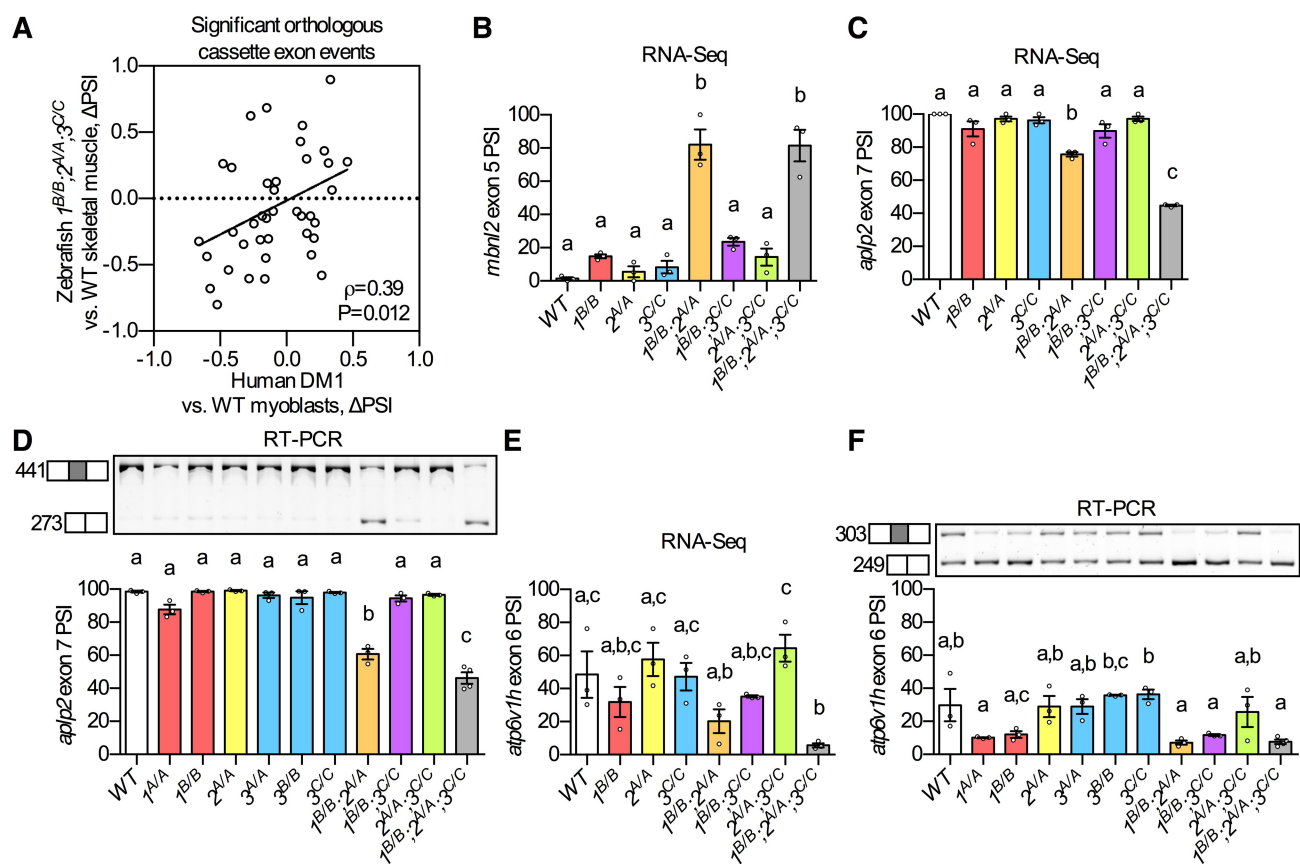 A
Significant orthologous
cassette exon events
Zebrafish 1B/B;2A/A;3C/C
vs. WT skeletal muscle, ΔPSI
1.0
0.5
0.0
-0.5
-1.0
ρ=0.39
P=0.012
-1.0 -0.5 0.0 0.5 1.0
Human DM1
vs. WT myoblasts, ΔPSI
B
RNA-Seq
mbnl2 exon 5 PSI
100
80
60
40
20
0
a a a a b a a b
WT 1B/B 2A/A 3C/C 1B/B;2A/A 1B/B;3C/C 2A/A;3C/C 1B/B;2A/A;3C/C
C
RNA-Seq
aplp2 exon 7 PSI
100
80
60
40
20
0
a a a a b a a c
WT 1B/B 2A/A 3C/C 1B/B;2A/A 1B/B;3C/C 2A/A;3C/C 1B/B;2A/A;3C/C
D
RT-PCR
441
273
aplp2 exon 7 PSI
100
80
60
40
20
0
a a a a a a a b a a c
WT 1A/A 1B/B 2A/A 3A/A 3B/B 3C/C 1B/B;2A/A 1B/B;3C/C 2A/A;3C/C 1B/B;2A/A;3C/C
E
RNA-Seq
atp6v1h exon 6 PSI
100
80
60
40
20
0
a,c a,b,c a,c a,c a,b a,b,c c b
WT 1B/B 2A/A 3C/C 1B/B;2A/A 1B/B;3C/C 2A/A;3C/C 1B/B;2A/A;3C/C
F
RT-PCR
303
249
atp6v1h exon 6 PSI
100
80
60
40
20
0
a,b a a,c a,b a,b b,c b a a a,b a
WT 1A/A 1B/B 2A/A 3A/A 3B/B 3C/C 1B/B;2A/A 1B/B;3C/C 2A/A;3C/C 1B/B;2A/A;3C/C